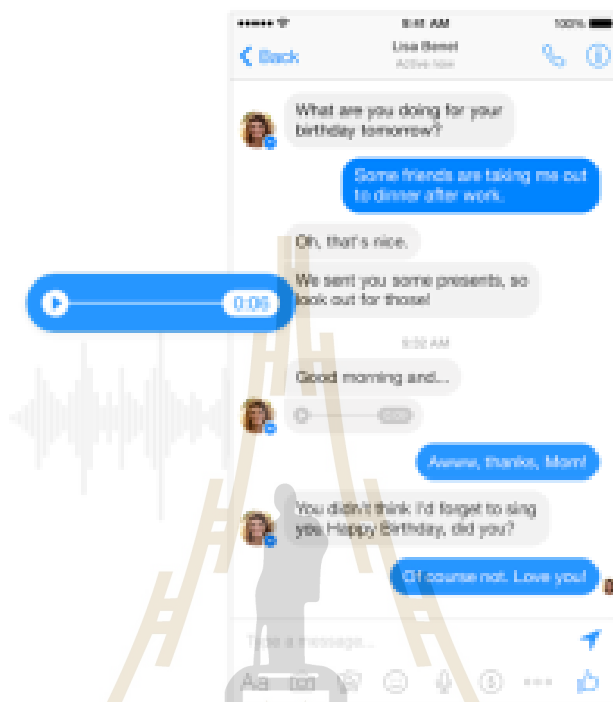 9:41 AM
100%
Back
Lisa Benet
Active now
What are you doing for your
birthday tomorrow?
Some friends are taking me out
to dinner after work.
Oh, that's nice.
We sent you some presents, so
look out for those!
0:06
9:32 AM
Good morning and...
Awww, thanks, Mom!
You didn't think I'd forget to sing
you Happy Birthday, did you?
Of course not. Love you!
Type a message...
Aa